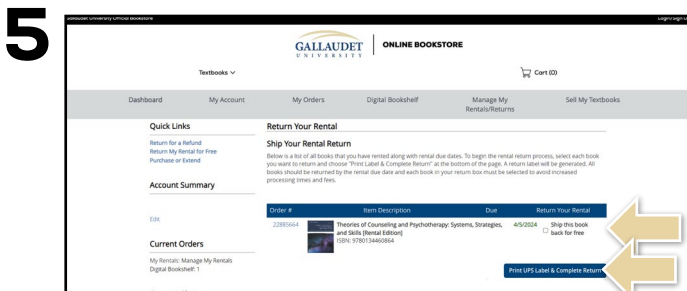 5
Gallaudet University Official Bookstore
Login/Sign U
GALLAUDET
UNIVERSITY
ONLINE BOOKSTORE
Textbooks
Cart (0)
Dashboard
My Account
My Orders
Digital Bookshelf
Manage My
Rentals/Returns
Sell My Textbooks
Quick Links
Return for a Refund
Return My Rental for Free
Purchase or Extend
Account Summary
Edit
Current Orders
My Rentals: Manage My Rentals
Digital Bookshelf: 1
Return Your Rental
Ship Your Rental Return
Below is a list of all books that you have rented along with rental due dates. To begin the rental return process, select each book
you want to return and choose "Print Label & Complete Return" at the bottom of the page. A return label will be generated. All
books should be returned by the rental due date and each book in your return box must be selected to avoid increased
processing times and fees.
Order # Item Description Due Return Your Rental
22885664 Theories of Counseling and Psychotherapy: Systems, Strategies, 4/5/2024 Ship this book
and Skills [Rental Edition] back for free
ISBN: 9780134460864
Print UPS Label & Complete Return